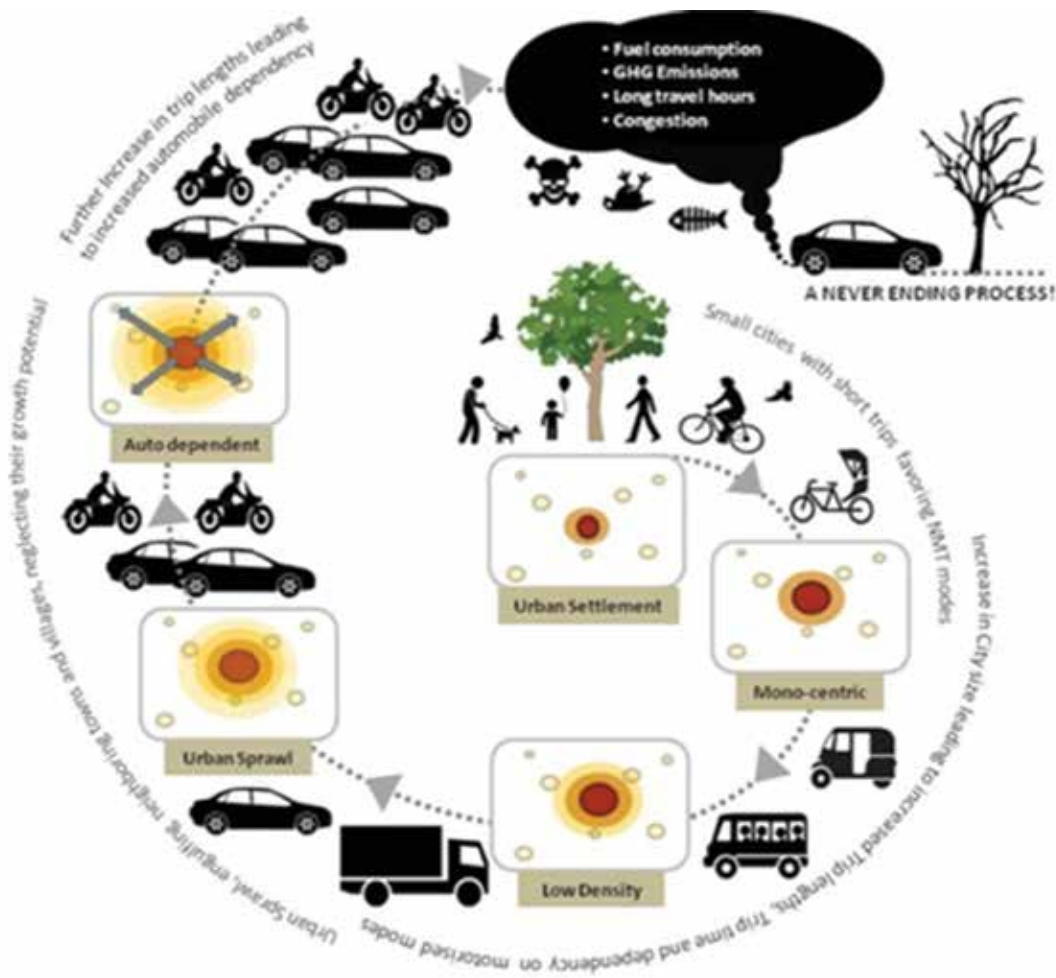 • Fuel consumption
• GHG Emissions
• Long travel hours
• Congestion
A NEVER ENDING PROCESS!
Small cities with short trips favoring NMT modes
Urban Settlement
Mono-centric
Increase in City size leading to increased Trip lengths, Trip time and dependency on motorised modes
Low Density
Urban Sprawl
Urban Sprawl, engulfing neighboring towns and villages, neglecting their growth potential
Auto dependent
Further Increase in trip lengths leading
to increased automobile dependency